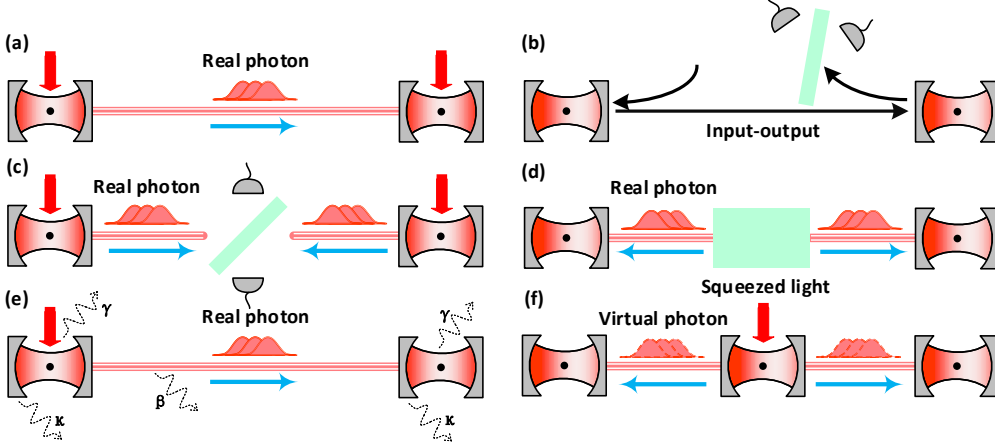 (a)
Real photon
(b)
Input-output
(c)
Real photon
(d)
Real photon
(e)
γ
Real photon
γ
κ
β
κ
Squeezed light
(f)
Virtual photon